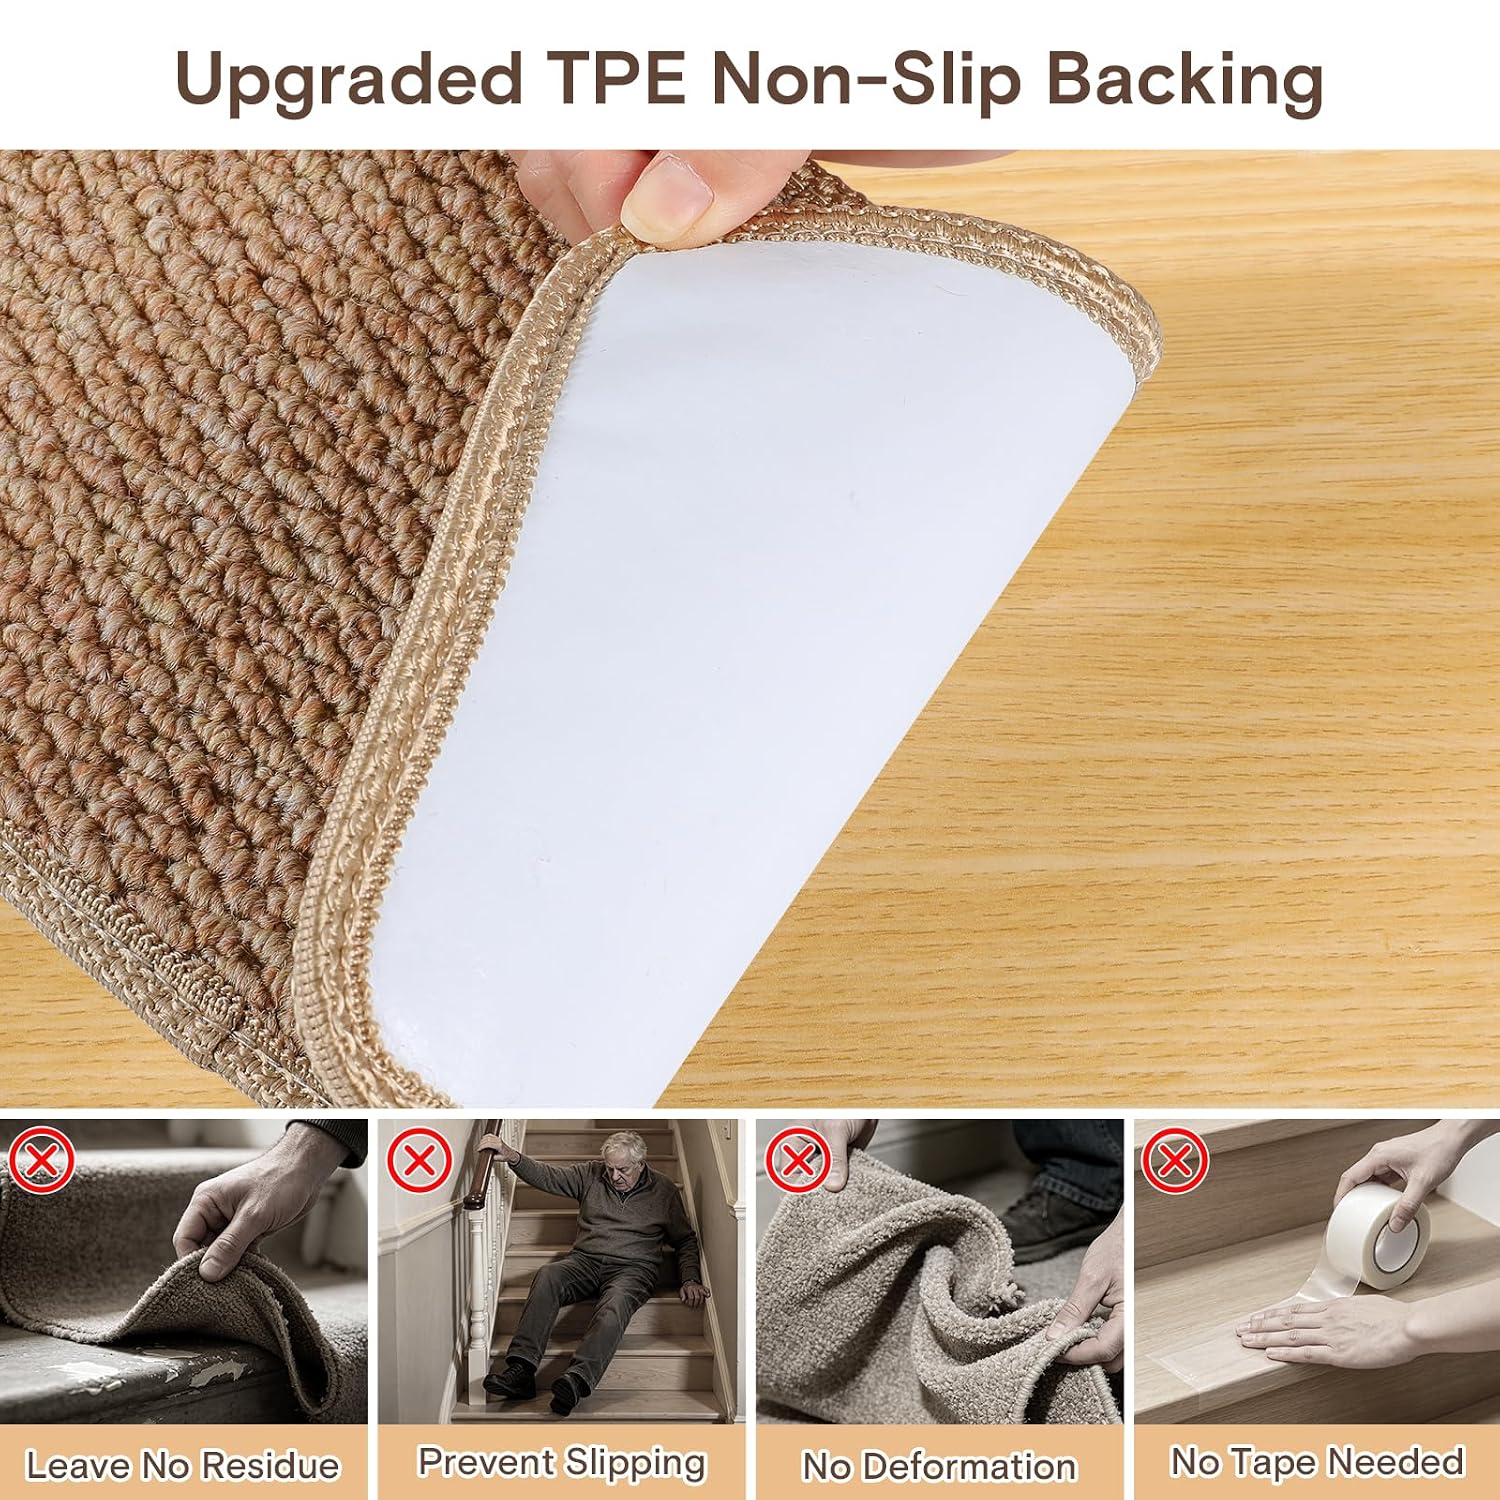 Upgraded TPE Non-Slip Backing
Leave No Residue
Prevent Slipping
No Deformation
No Tape Needed